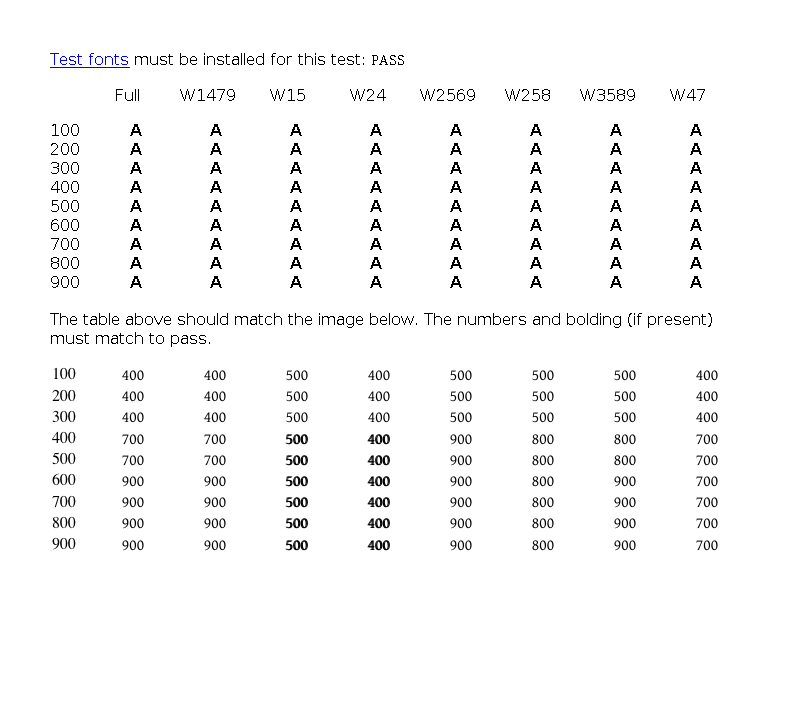 Test fonts must be installed for this test: PASS
Full W1479 W15 W24 W2569 W258 W3589 W47
100 A A A A A A A A
200 A A A A A A A A
300 A A A A A A A A
400 A A A A A A A A
500 A A A A A A A A
600 A A A A A A A A
700 A A A A A A A A
800 A A A A A A A A
900 A A A A A A A A
The table above should match the image below. The numbers and bolding (if present)
must match to pass.
100 400 400 500 400 500 500 500 400
200 400 400 500 400 500 500 500 400
300 400 400 500 400 500 500 500 400
400 700 700 500 400 900 800 800 700
500 700 700 500 400 900 800 800 700
600 900 900 500 400 900 800 900 700
700 900 900 500 400 900 800 900 700
800 900 900 500 400 900 800 900 700
900 900 900 500 400 900 800 900 700